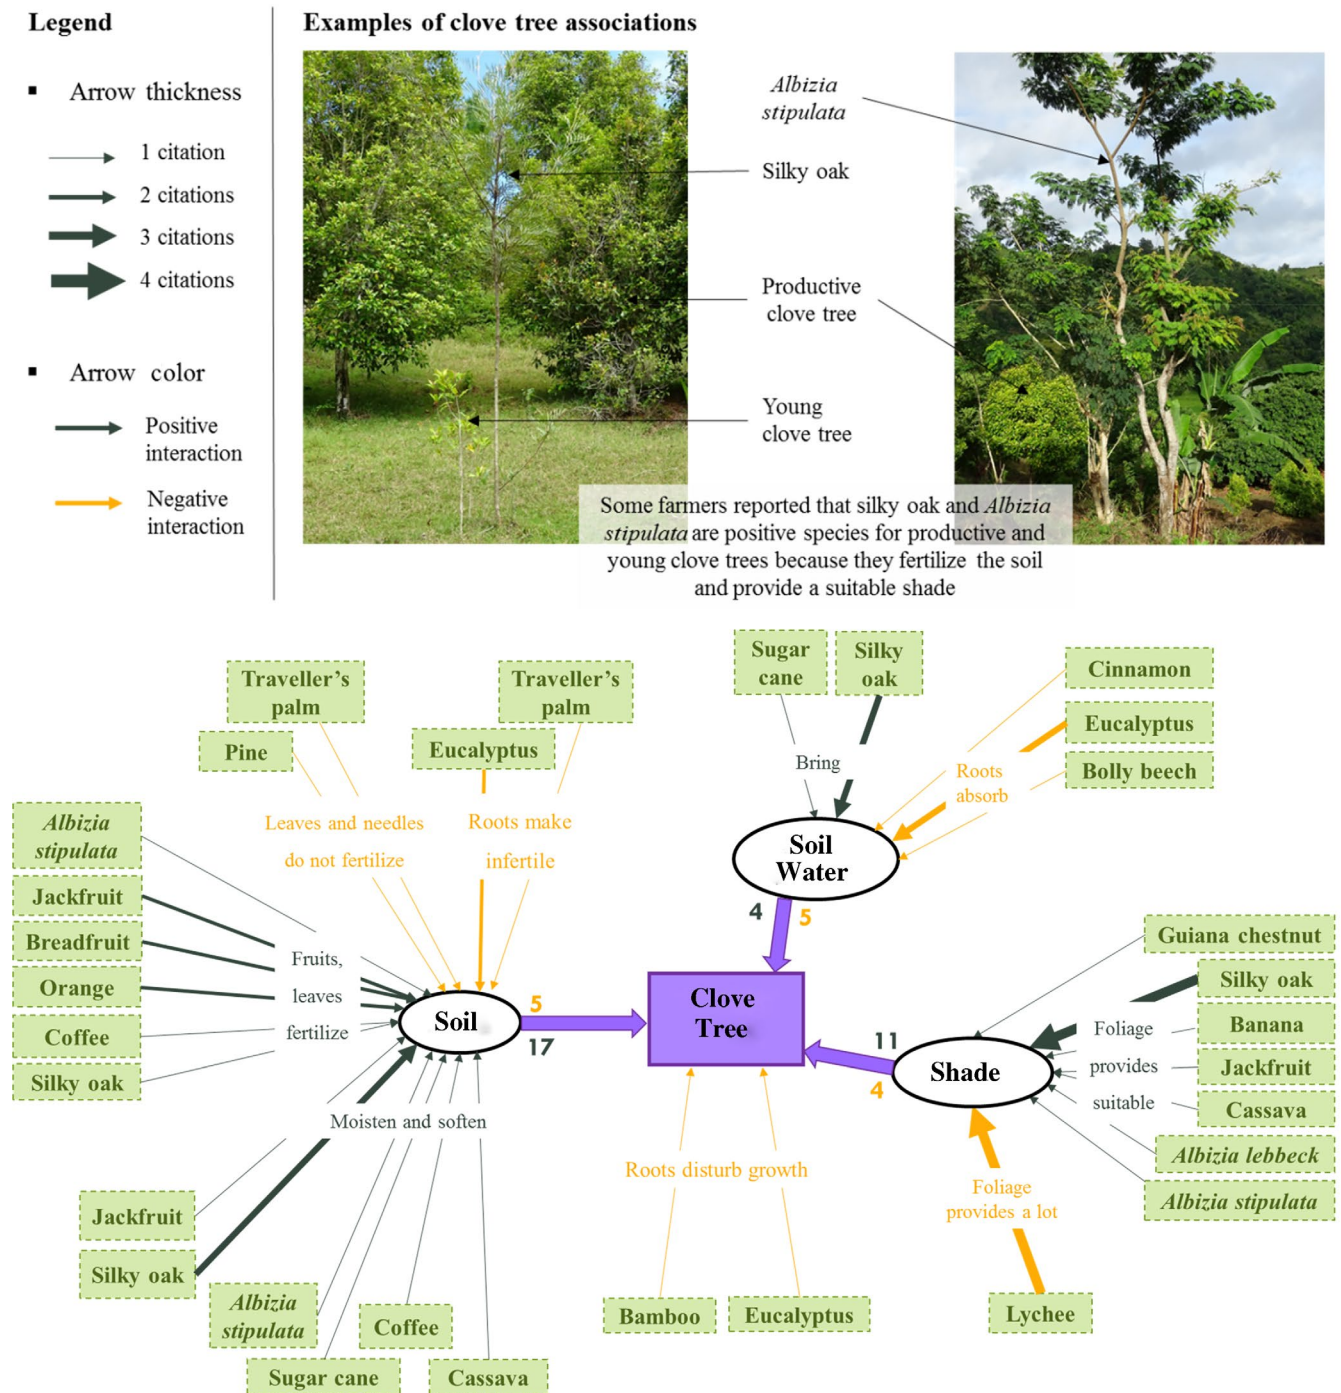 Legend
Arrow thickness
1 citation
2 citations
3 citations
4 citations
Arrow color
Positive
interaction
Negative
interaction
Examples of clove tree associations
Albizia
stipulata
Silky oak
Productive
clove tree
Young
clove tree
Some farmers reported that silky oak and Albizia
stipulata are positive species for productive and
young clove trees because they fertilize the soil
and provide a suitable shade
Traveller's
palm
Pine
Traveller's
palm
Eucalyptus
Leaves and needles
do not fertilize
Roots make
infertile
Sugar
cane
Silky
oak
Bring
Cinnamon
Eucalyptus
Bolly beech
Roots
absorb
Soil
Water
4
5
Albizia
stipulata
Jackfruit
Breadfruit
Orange
Coffee
Silky oak
Fruits,
leaves
fertilize
Soil
5
17
Clove
Tree
11
4
Shade
Guiana chestnut
Silky oak
Banana
Jackfruit
Cassava
Albizia lebbeck
Albizia stipulata
Foliage
provides
suitable
Moisten and soften
Jackfruit
Silky oak
Albizia
stipulata
Sugar cane
Coffee
Cassava
Roots disturb growth
Bamboo
Eucalyptus
Foliage
provides a lot
Lychee